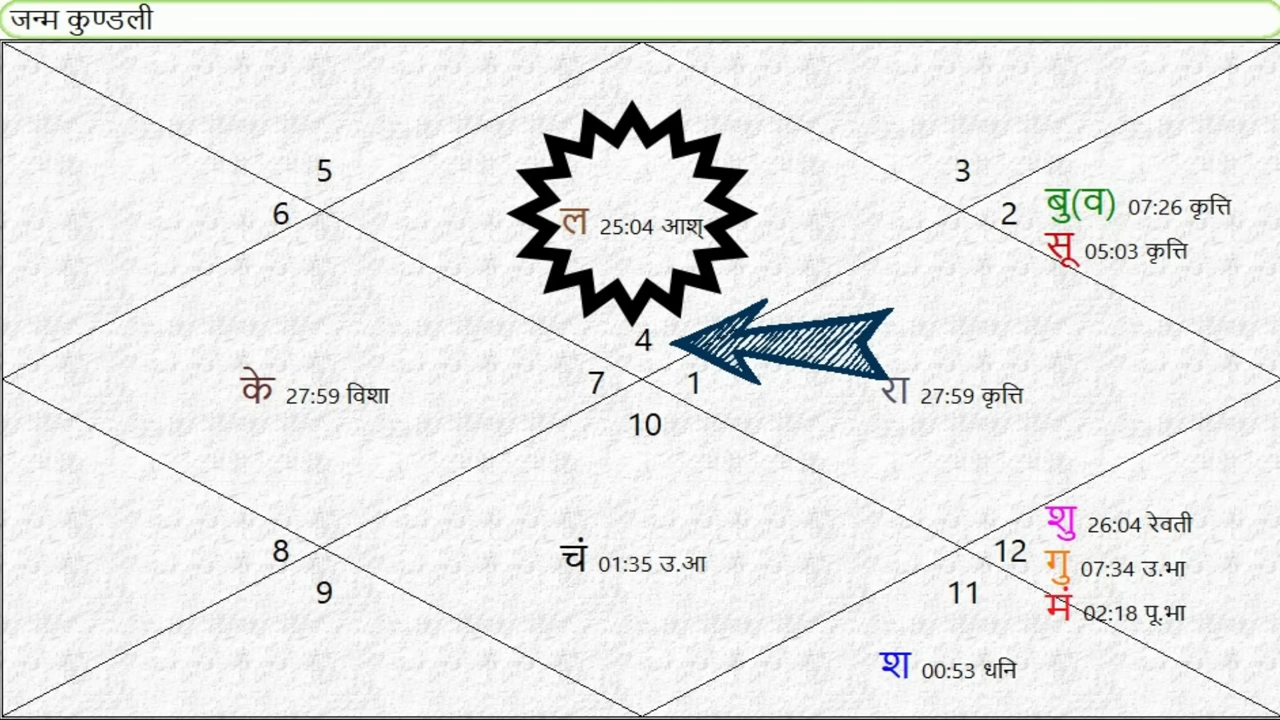 जन्म कुण्डली
5
3
6
2
बु(व) 07:26 कृत्ति
सू 05:03 कृत्ति
ल 25:04 आश्
4
7
1
के 27:59 विशा
रा 27:59 कृत्ति
10
8
9
चं 01:35 उ.आ
12
11
शु 26:04 रेवती
गु 07:34 उ.भा
मं 02:18 पू.भा
श 00:53 धनि